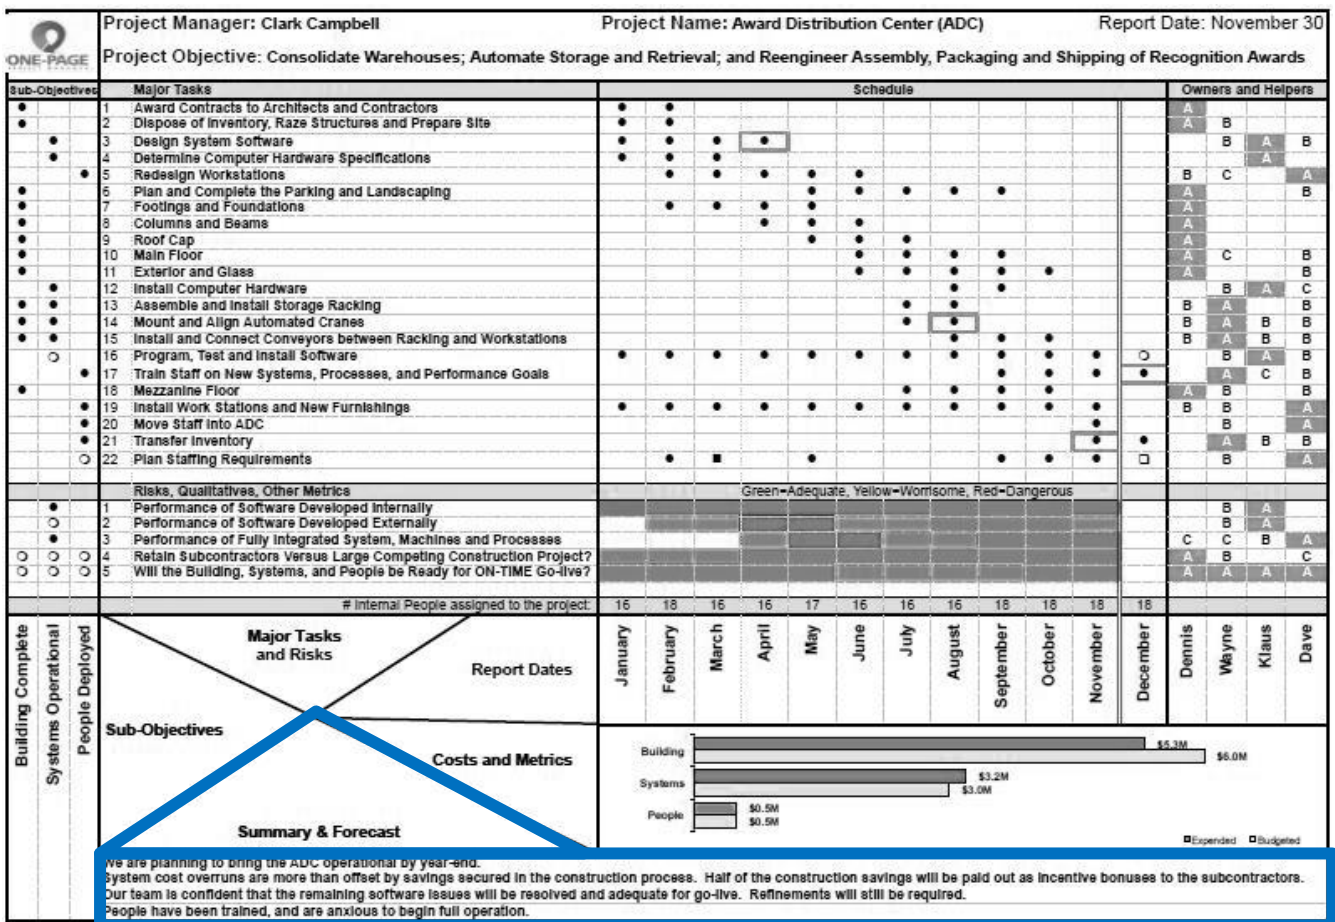 Project Manager: Clark Campbell Project Name: Award Distribution Center (ADC) Report Date: November 30
ONE-PAGE
Project Objective: Consolidate Warehouses; Automate Storage and Retrieval; and Reengineer Assembly, Packaging and Shipping of Recognition Awards
Sub-Objectives Major Tasks Schedule Owners and Helpers
1 Award Contracts to Architects and Contractors A
2 Dispose of Inventory, Raze Structures and Prepare Site A B
3 Design System Software B A B
4 Determine Computer Hardware Specifications A
5 Redesign Workstations B C A
6 Plan and Complete the Parking and Landscaping A B
7 Footings and Foundations A
8 Columns and Beams A
9 Roof Cap A
10 Main Floor A C B
11 Exterior and Glass A B
12 Install Computer Hardware B A C
13 Assemble and Install Storage Racking B A B
14 Mount and Align Automated Cranes B A B B
15 Install and Connect Conveyors between Racking and Workstations B A B B
16 Program, Test and Install Software B A B
17 Train Staff on New Systems, Processes, and Performance Goals A C B
18 Mezzanine Floor A B B
19 Install Work Stations and New Furnishings B B A
20 Move Staff into ADC B A
21 Transfer Inventory A B B
22 Plan Staffing Requirements B A
Risks, Qualitatives, Other Metrics Green=Adequate, Yellow=Worrisome, Red=Dangerous
1 Performance of Software Developed Internally B A
2 Performance of Software Developed Externally B A
3 Performance of Fully Integrated System, Machines and Processes C C B A
4 Retain Subcontractors Versus Large Competing Construction Project? A B C
5 Will the Building, Systems, and People be Ready for ON-TIME Go-live? A A A A
# Internal People assigned to the project: 16 18 16 16 17 16 16 16 18 18 18 18
Building Complete
Systems Operational
People Deployed
Major Tasks
and Risks
Report Dates
Sub-Objectives
Costs and Metrics
Summary & Forecast
January
February
March
April
May
June
July
August
September
October
November
December
Dennis
Wayne
Klaus
Dave
Building $5.3M
$6.0M
Systems $3.2M
$3.0M
People $0.5M
$0.5M
Expended Budgeted
We are planning to bring the ADC operational by year-end.
System cost overruns are more than offset by savings secured in the construction process. Half of the construction savings will be paid out as incentive bonuses to the subcontractors.
Our team is confident that the remaining software issues will be resolved and adequate for go-live. Refinements will still be required.
People have been trained, and are anxious to begin full operation.